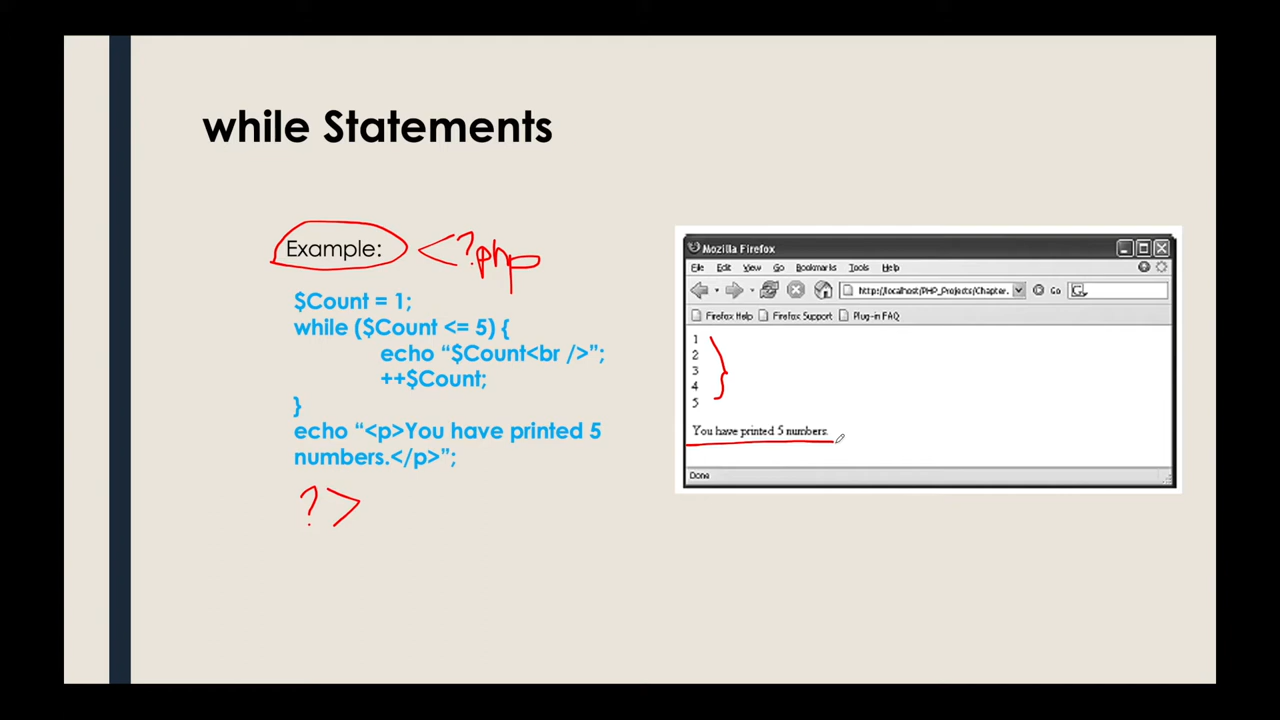 while Statements
Example: <?php
$Count = 1;
while ($Count <= 5) {
echo “$Count<br />”;
++$Count;
}
echo “<p>You have printed 5
numbers.</p>”;
?>
Mozilla Firefox
File Edit View Go Bookmarks Tools Help
http://localhost/PHP_Projects/Chapter. Go G
Firefox Help Firefox Support Plug-in FAQ
1
2
3
4
5
You have printed 5 numbers.
Done